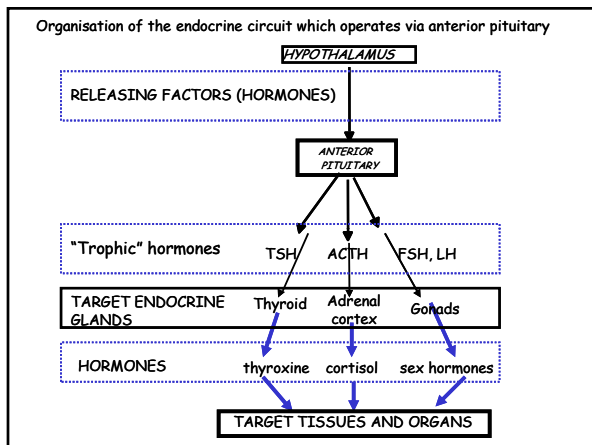 Organisation of the endocrine circuit which operates via anterior pituitary
HYPOTHALAMUS
RELEASING FACTORS (HORMONES)
ANTERIOR
PITUITARY
"Trophic" hormones
TSH ACTH FSH, LH
TARGET ENDOCRINE
GLANDS
Thyroid Adrenal
cortex Gonads
HORMONES thyroxine cortisol sex hormones
TARGET TISSUES AND ORGANS